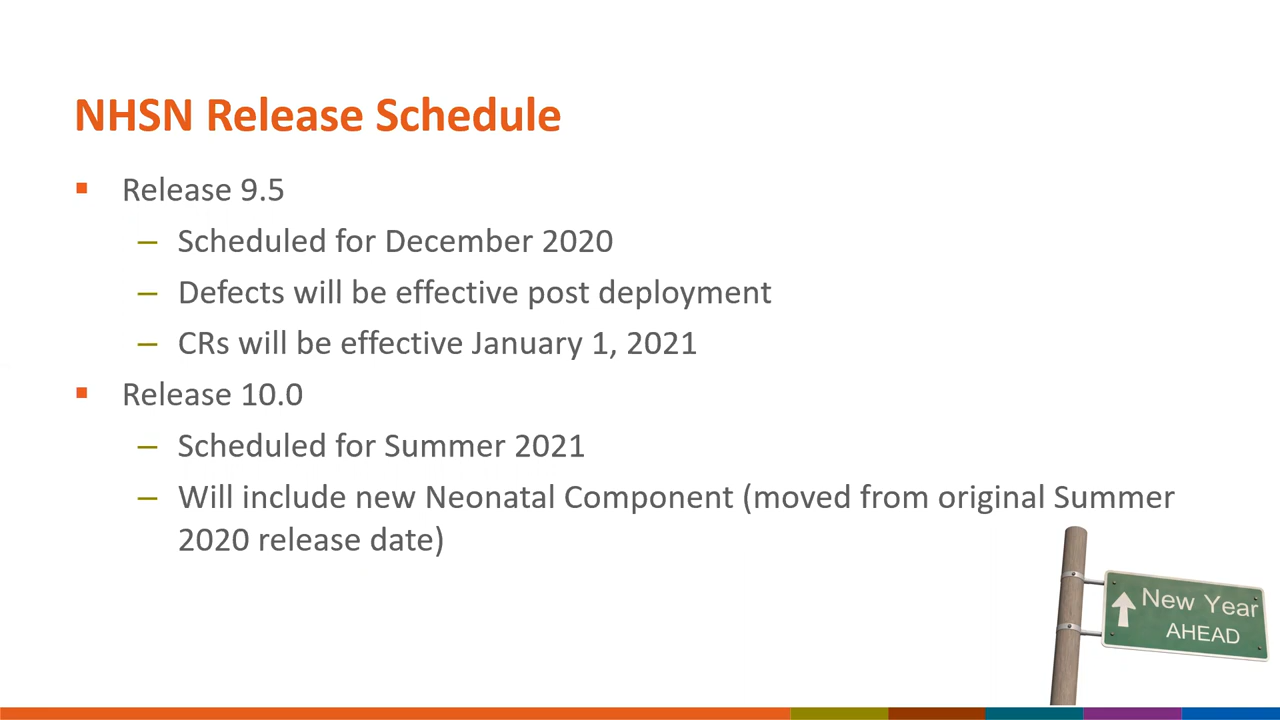 NHSN Release Schedule
▪ Release 9.5
– Scheduled for December 2020
– Defects will be effective post deployment
– CRs will be effective January 1, 2021
▪ Release 10.0
– Scheduled for Summer 2021
– Will include new Neonatal Component (moved from original Summer
2020 release date)
New Year
AHEAD